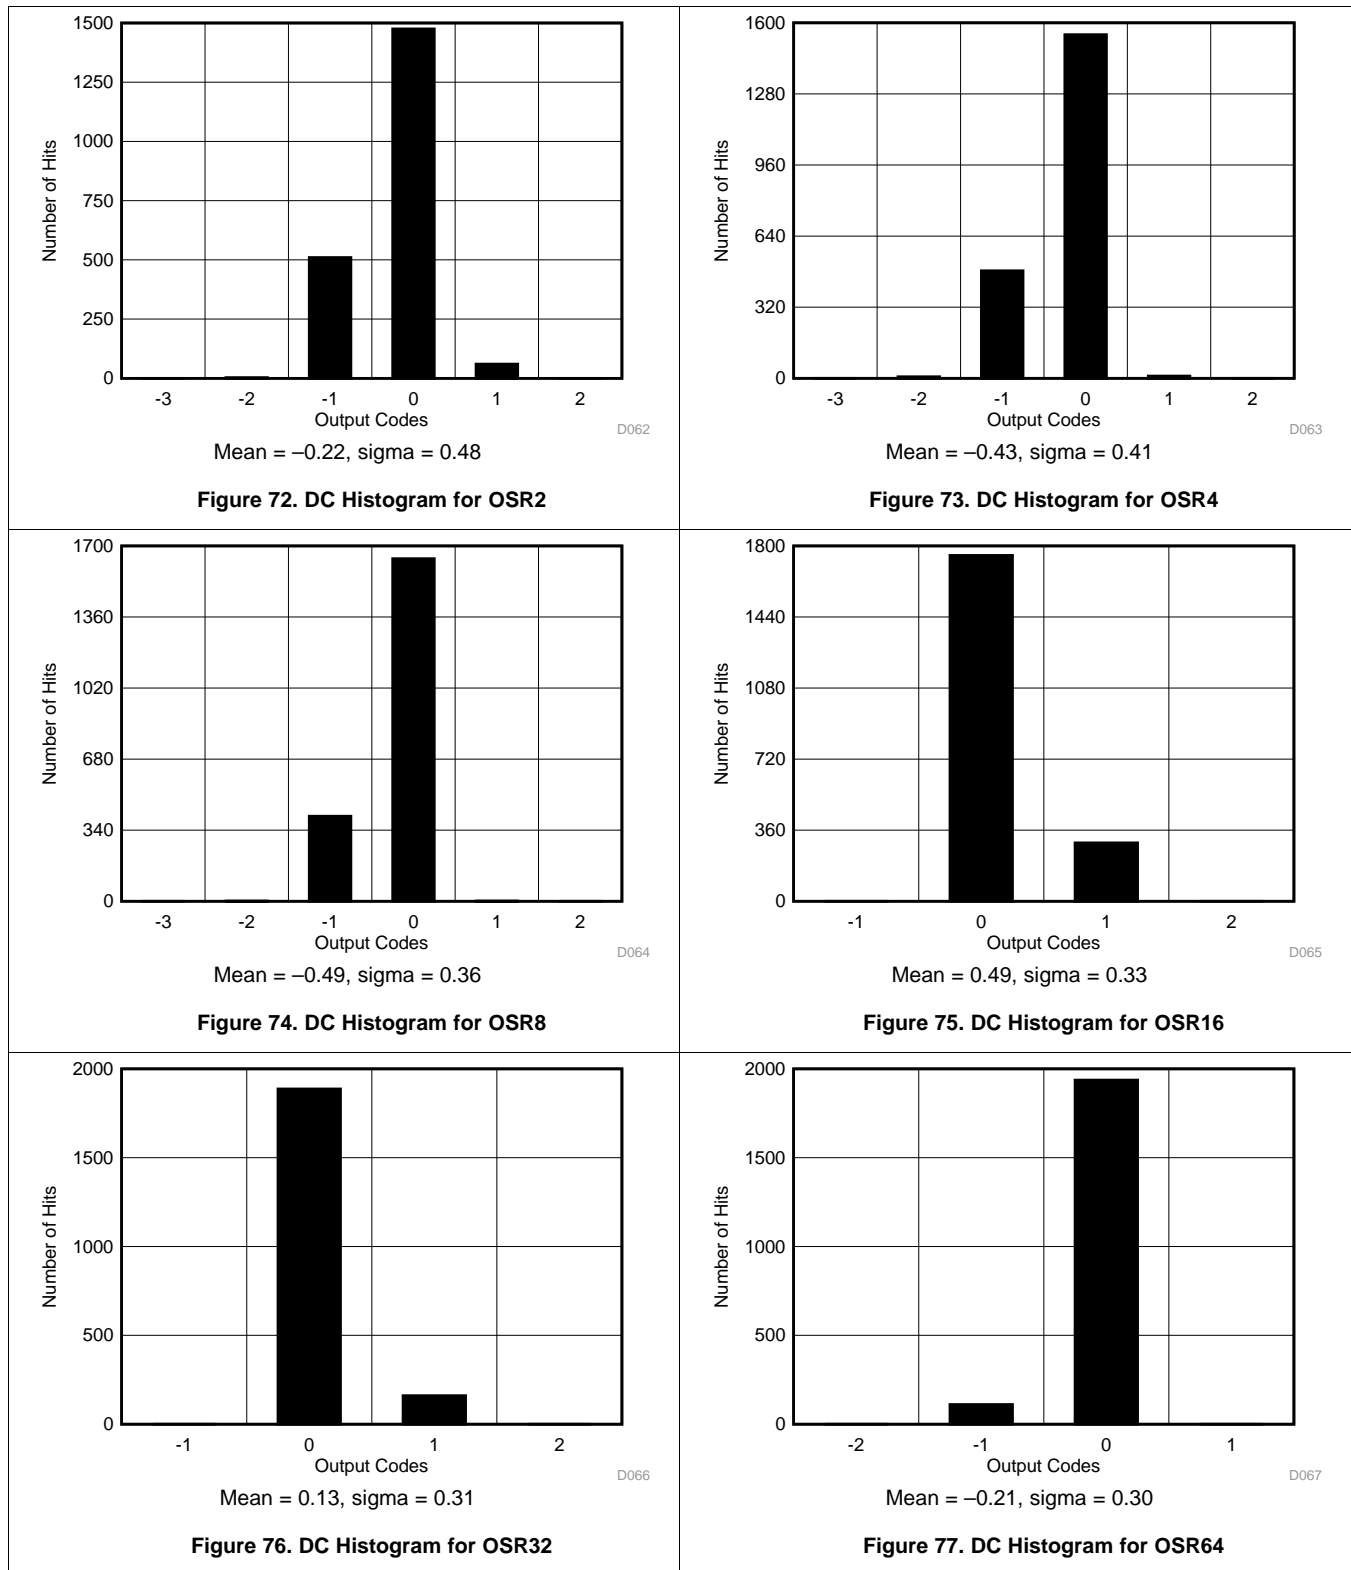 1500
1250
1000
750
500
250
0
Number of Hits
-3 -2 -1 0 1 2
Output Codes
D062
Mean = –0.22, sigma = 0.48
Figure 72. DC Histogram for OSR2
1600
1280
960
640
320
0
Number of Hits
-3 -2 -1 0 1 2
Output Codes
D063
Mean = –0.43, sigma = 0.41
Figure 73. DC Histogram for OSR4
1700
1360
1020
680
340
0
Number of Hits
-3 -2 -1 0 1 2
Output Codes
D064
Mean = –0.49, sigma = 0.36
Figure 74. DC Histogram for OSR8
1800
1440
1080
720
360
0
Number of Hits
-1 0 1 2
Output Codes
D065
Mean = 0.49, sigma = 0.33
Figure 75. DC Histogram for OSR16
2000
1500
1000
500
0
Number of Hits
-1 0 1 2
Output Codes
D066
Mean = 0.13, sigma = 0.31
Figure 76. DC Histogram for OSR32
2000
1500
1000
500
0
Number of Hits
-2 -1 0 1
Output Codes
D067
Mean = –0.21, sigma = 0.30
Figure 77. DC Histogram for OSR64